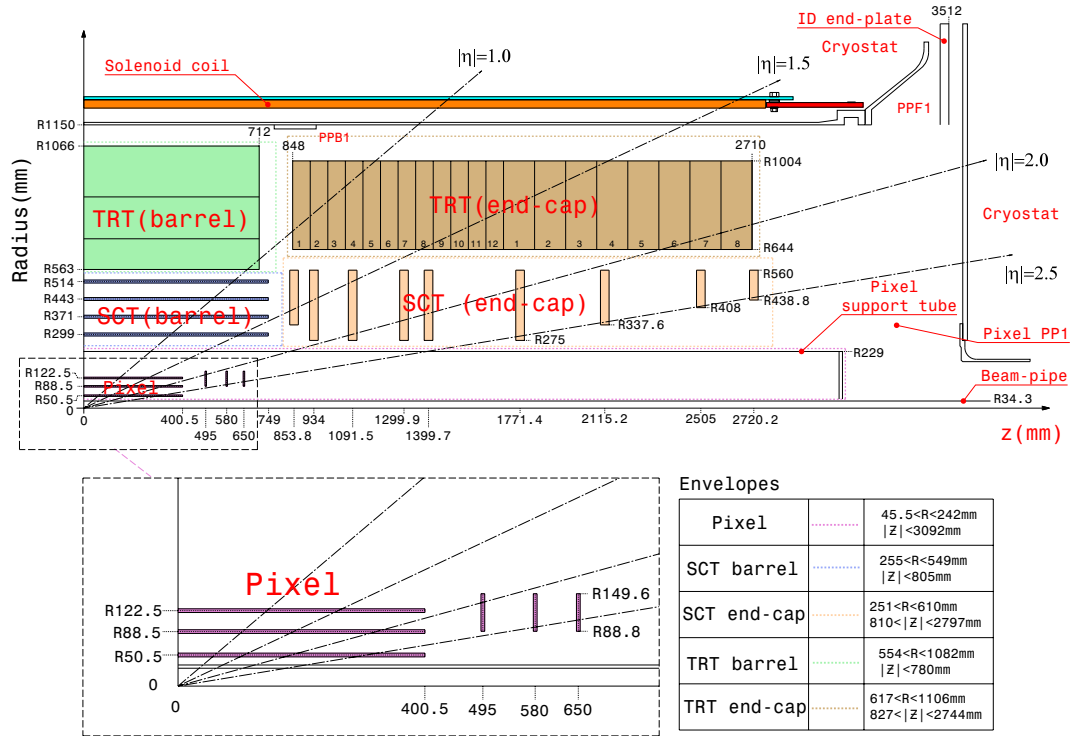 3512
ID end-plate
Cryostat
|η|=1.0
|η|=1.5
Solenoid coil
PPF1
R1150
712
PPB1
R1066
848
2710
R1004
|η|=2.0
TRT(barrel)
TRT(end-cap)
Cryostat
Radius(mm)
1 2 3 4 5 6 7 8 9 10 11 12 1 2 3 4 5 6 7 8
R644
R563
R560
|η|=2.5
R514
R443
R438.8
Pixel
support tube
SCT(barrel)
SCT (end-cap)
R408
R371
R337.6
R299
R275
Pixel PP1
R229
R122.5
R88.5
Pixel
R50.5
Beam-pipe
R34.3
0
0
400.5
495
580
650
749
853.8
934
1091.5
1299.9
1399.7
1771.4
2115.2
2505
2720.2
z(mm)
Pixel
R149.6
R122.5
R88.5
R88.8
R50.5
0
0
400.5
495
580
650
Envelopes
Pixel
45.5<R<242mm
|Z|<3092mm
SCT barrel
255<R<549mm
|Z|<805mm
SCT end-cap
251<R<610mm
810<|Z|<2797mm
TRT barrel
554<R<1082mm
|Z|<780mm
TRT end-cap
617<R<1106mm
827<|Z|<2744mm